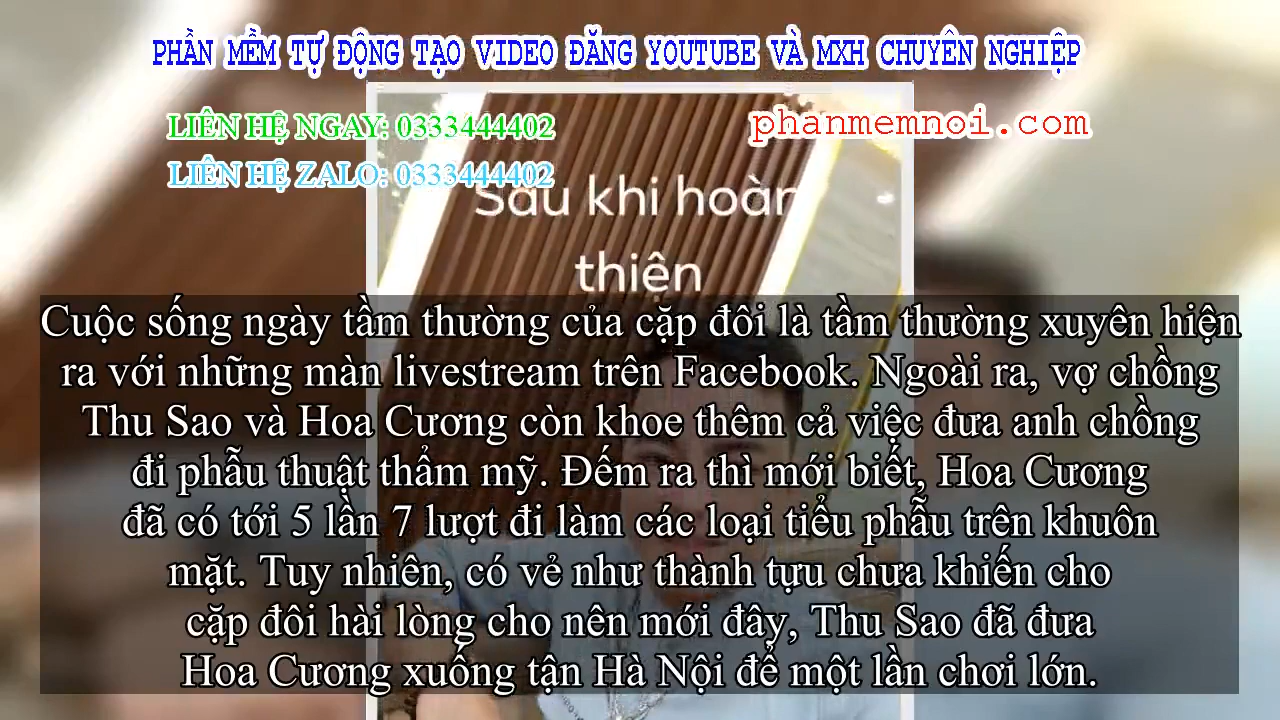 PHẦN MỀM TỰ ĐỘNG TẠO VIDEO ĐĂNG YOUTUBE VÀ MXH CHUYÊN NGHIỆP
LIÊN HỆ NGAY: 0333444402
phanmemnoi.com
LIÊN HỆ ZALO: 0333444402
Sau khi hoàn
thiện
Cuộc sống ngày tầm thường của cặp đôi là tầm thường xuyên hiện
ra với những màn livestream trên Facebook. Ngoài ra, vợ chồng
Thu Sao và Hoa Cương còn khoe thêm cả việc đưa anh chồng
đi phẫu thuật thẩm mỹ. Đếm ra thì mới biết, Hoa Cương
đã có tới 5 lần 7 lượt đi làm các loại tiểu phẫu trên khuôn
mặt. Tuy nhiên, có vẻ như thành tựu chưa khiến cho
cặp đôi hài lòng cho nên mới đây, Thu Sao đã đưa
Hoa Cương xuống tận Hà Nội để một lần chơi lớn.